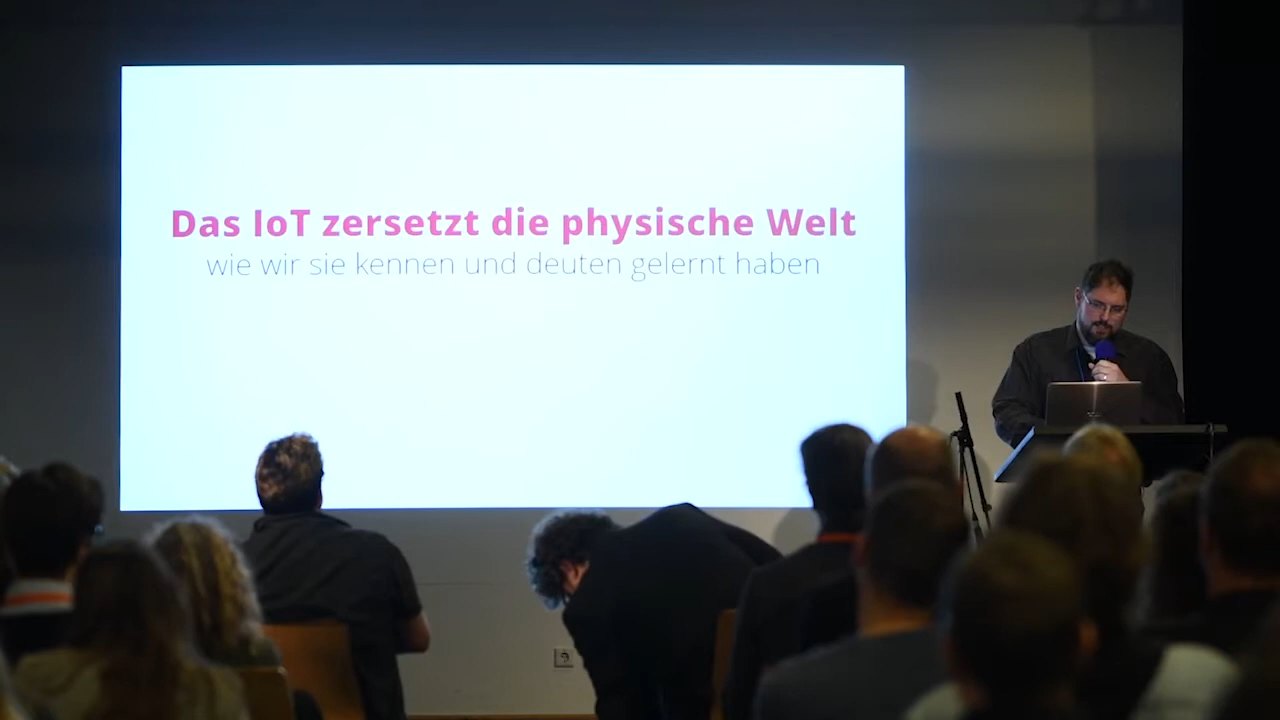 Das IoT zersetzt die physische Welt
wie wir sie kennen und deuten gelernt haben